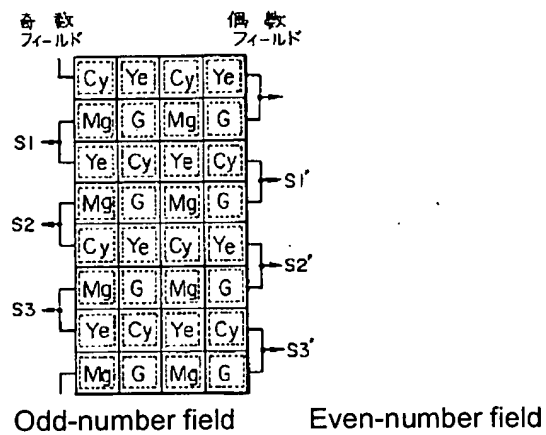 奇数 偶数
フィールド フィールド
Cy Ye Cy Ye
Mg G Mg G
S1
Ye Cy Ye Cy
S1'
Mg G Mg G
S2
Cy Ye Cy Ye
S2'
Mg G Mg G
S3
Ye Cy Ye Cy
S3'
Mg G Mg G
Odd-number field Even-number field